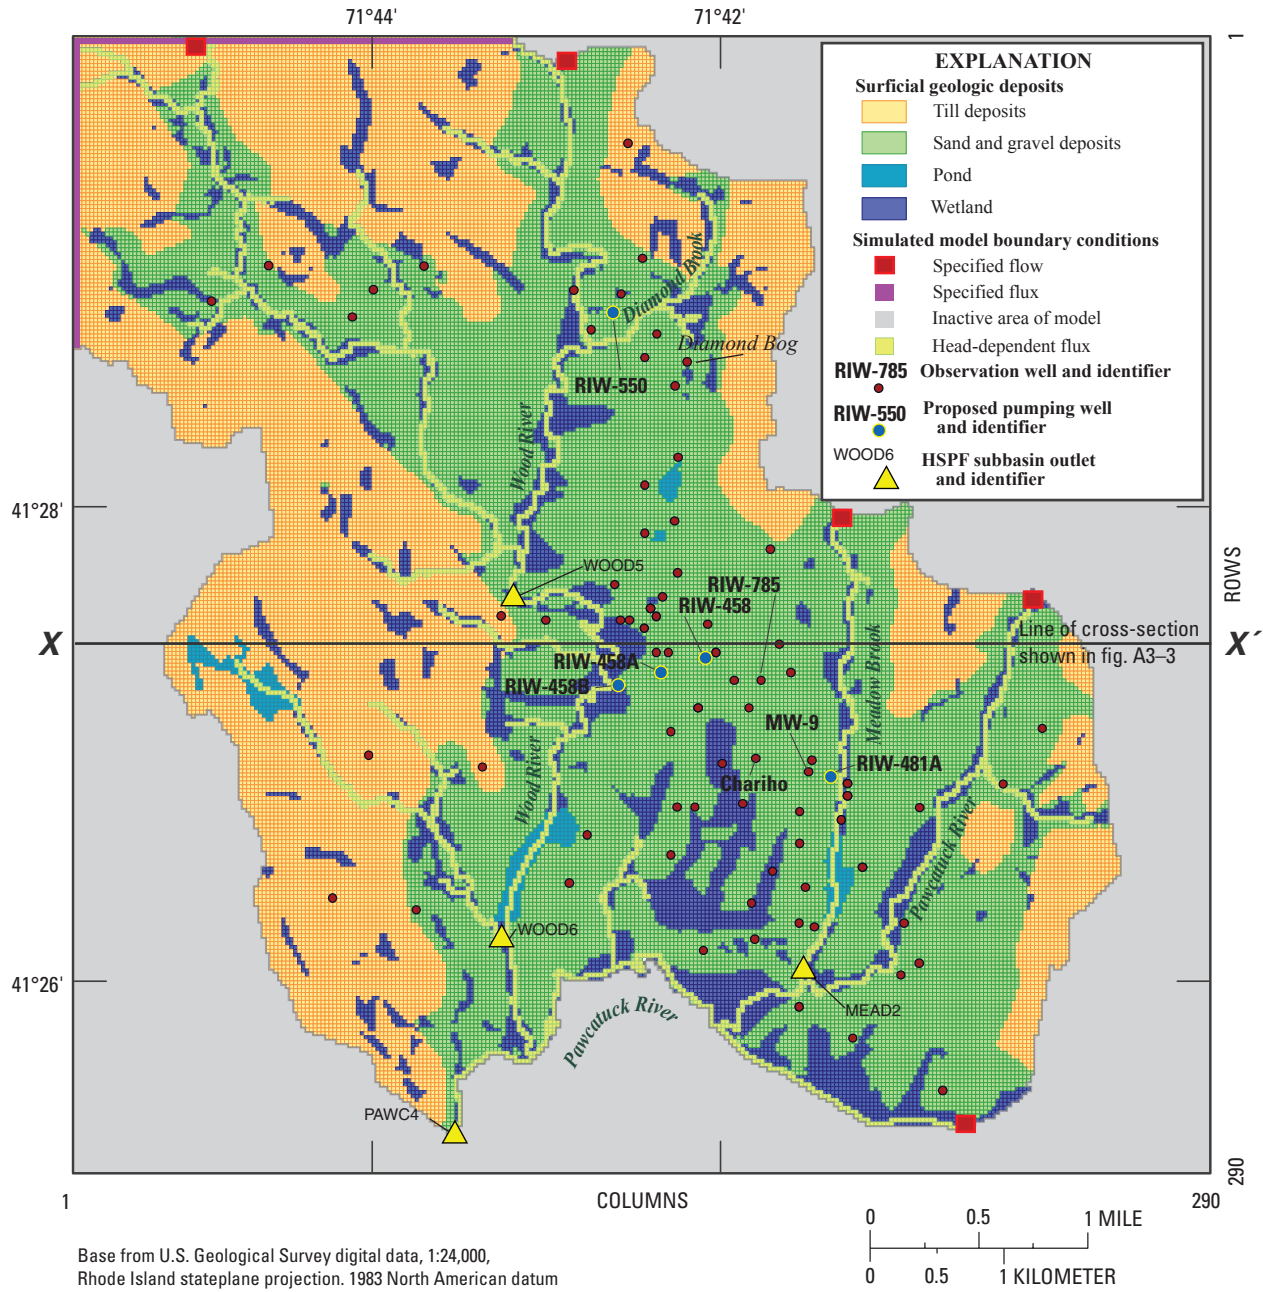 71°44'
71°42'
1
EXPLANATION
Surficial geologic deposits
Till deposits
Sand and gravel deposits
Pond
Wetland
Simulated model boundary conditions
Specified flow
Specified flux
Inactive area of model
Head-dependent flux
RIW-785
Observation well and identifier
RIW-550
Proposed pumping well
and identifier
WOOD6
HSPF subbasin outlet
and identifier
Diamond Brook
Diamond Bog
RIW-550
Wood River
41°28'
ROWS
WOOD5
RIW-785
RIW-458
X
Line of cross-section
shown in fig. A3–3
X´
RIW-458A
RIW-458B
Meadow Brook
MW-9
RIW-481A
Chariho
Wood River
Pawcatuck River
WOOD6
41°26'
MEAD2
Pawcatuck River
PAWC4
290
1
COLUMNS
290
0
0.5
1 MILE
0
0.5
1 KILOMETER
Base from U.S. Geological Survey digital data, 1:24,000,
Rhode Island stateplane projection. 1983 North American datum